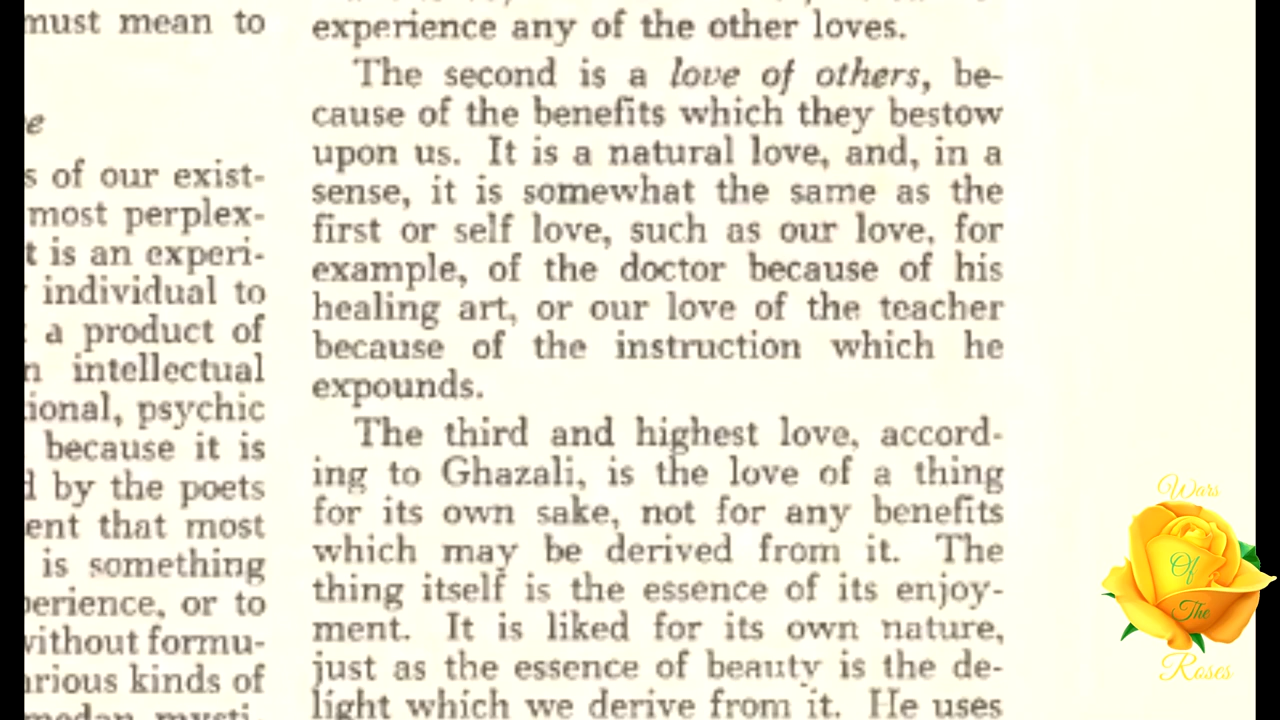 must mean to
of our exist-
most perplex-
is an experi-
individual to
a product of
intellectual
psychic
because it is
by the poets
that most
is something
or to
without formu-
kinds of
experience any of the other loves.
The second is a love of others, be-
cause of the benefits which they bestow
upon us. It is a natural love, and, in a
sense, it is somewhat the same as the
first or self love, such as our love, for
example, of the doctor because of his
healing art, or our love of the teacher
because of the instruction which he
expounds.
The third and highest love, accord-
ing to Ghazali, is the love of a thing
for its own sake, not for any benefits
which may be derived from it. The
thing itself is the essence of its enjoy-
ment. It is liked for its own nature,
just as the essence of beauty is the de-
light which we derive from it. He uses
Wars
Of
The
Roses